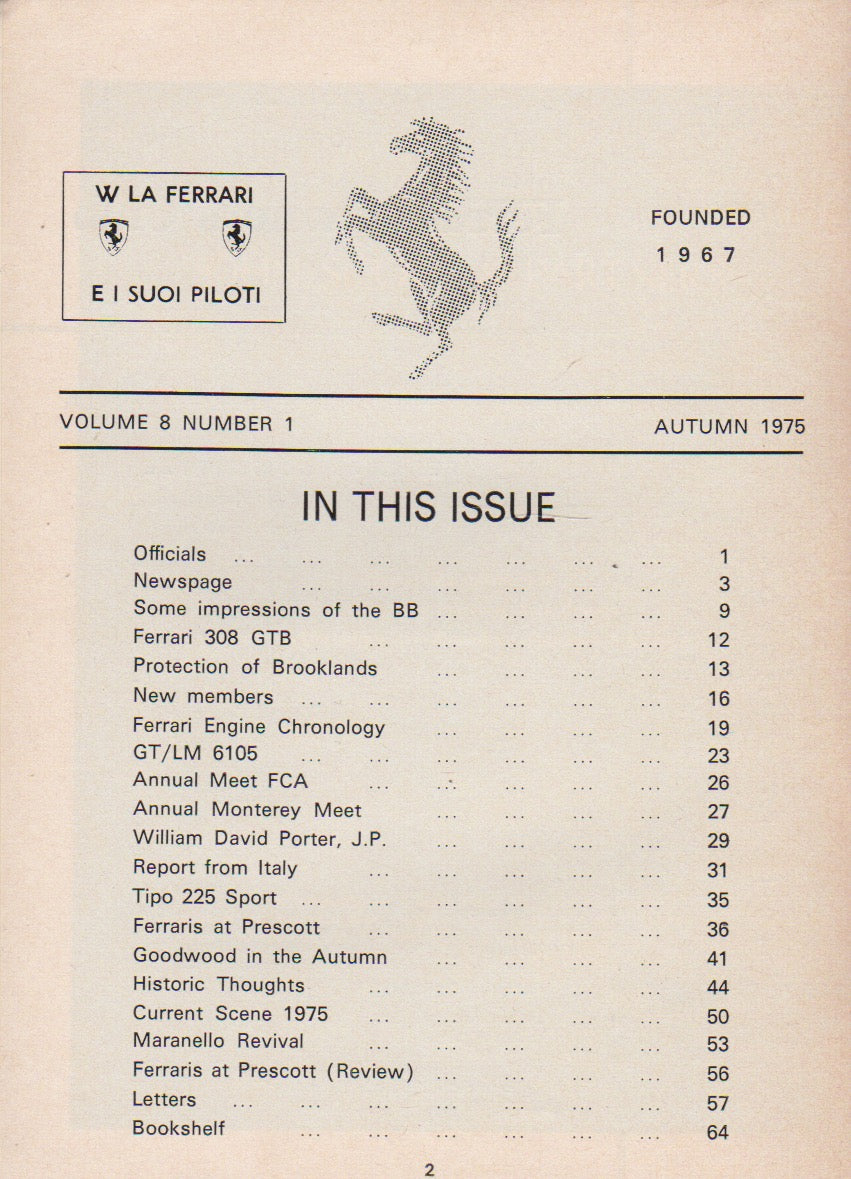 W LA FERRARI
E I SUOI PILOTI
FOUNDED
1967
VOLUME 8 NUMBER 1 AUTUMN 1975
IN THIS ISSUE
Officials ... ... ... ... ... ... ... 1
Newspage ... ... ... ... ... ... 3
Some impressions of the BB ... ... ... ... 9
Ferrari 308 GTB ... ... ... ... ... 12
Protection of Brooklands ... ... ... ... 13
New members ... ... ... ... ... ... 16
Ferrari Engine Chronology ... ... ... ... 19
GT/LM 6105 ... ... ... ... ... ... 23
Annual Meet FCA ... ... ... ... ... 26
Annual Monterey Meet ... ... ... ... 27
William David Porter, J.P. ... ... ... ... 29
Report from Italy ... ... ... ... ... 31
Tipo 225 Sport ... ... ... ... ... ... 35
Ferraris at Prescott ... ... ... ... ... 36
Goodwood in the Autumn ... ... ... ... 41
Historic Thoughts ... ... ... ... ... 44
Current Scene 1975 ... ... ... ... ... 50
Maranello Revival ... ... ... ... ... 53
Ferraris at Prescott (Review) ... ... ... ... 56
Letters ... ... ... ... ... ... ... 57
Bookshelf ... ... ... ... ... ... 64
2